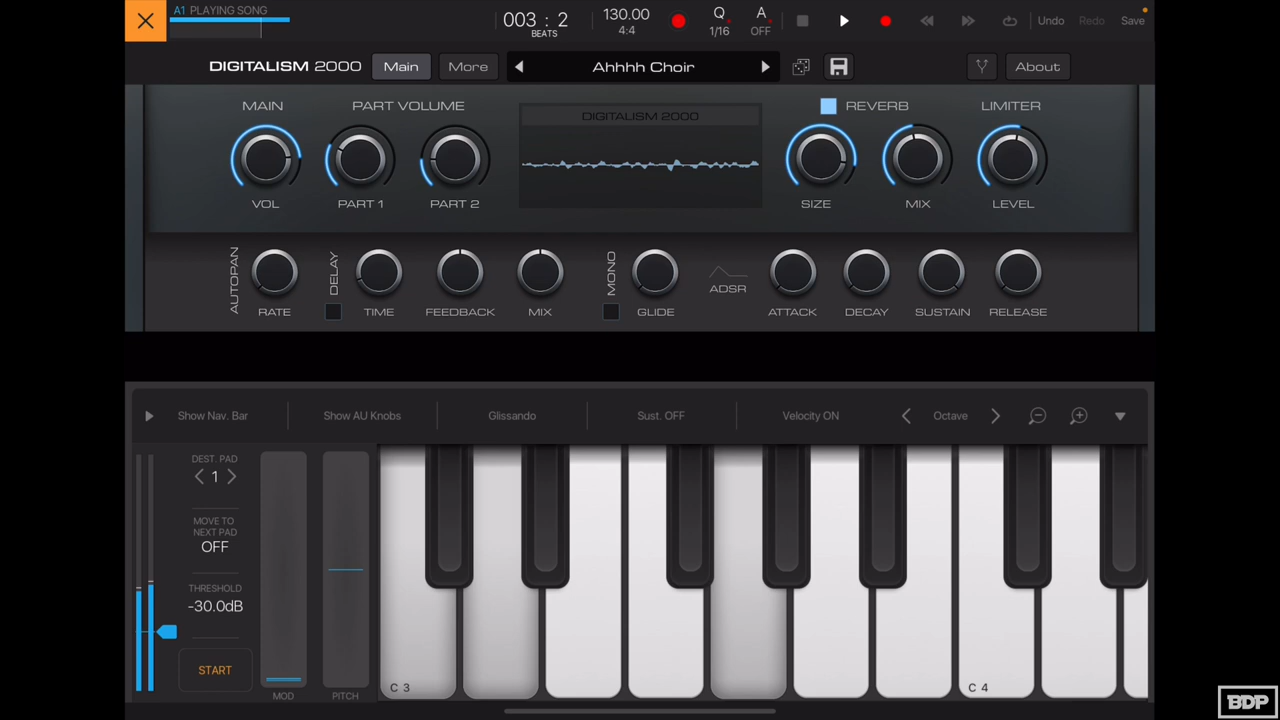 A1 PLAYING SONG
003 : 2
BEATS
130.00
4:4
Q
1/16
A
OFF
Undo
Redo
Save
DIGITALISM 2000
Main
More
Ahhhh Choir
About
MAIN
PART VOLUME
DIGITALISM 2000
REVERB
LIMITER
VOL
PART 1
PART 2
SIZE
MIX
LEVEL
AUTOPAN
RATE
DELAY
TIME
FEEDBACK
MIX
MONO
GLIDE
ADSR
ATTACK
DECAY
SUSTAIN
RELEASE
Show Nav. Bar
Show AU Knobs
Glissando
Sust. OFF
Velocity ON
Octave
DEST. PAD
1
MOVE TO
NEXT PAD
OFF
THRESHOLD
-30.0dB
START
MOD
PITCH
C 3
C 4
BDP